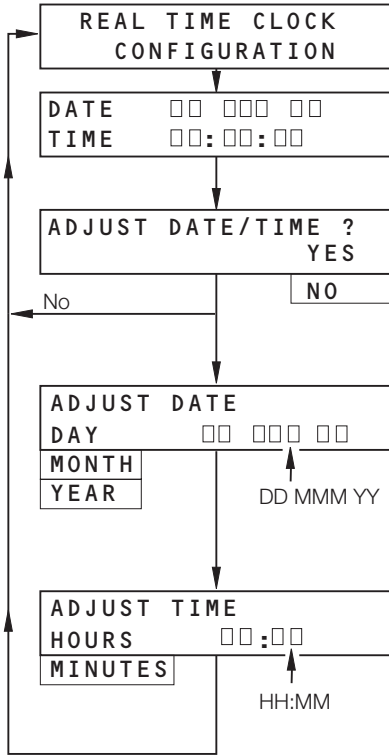 REAL TIME CLOCK
CONFIGURATION
DATE □□ □□□ □□
TIME □□:□□:□□
ADJUST DATE/TIME ?
YES
NO
No
ADJUST DATE
DAY □□ □□□ □□
MONTH
YEAR
DD MMM YY
ADJUST TIME
HOURS □□:□□
MINUTES
HH:MM